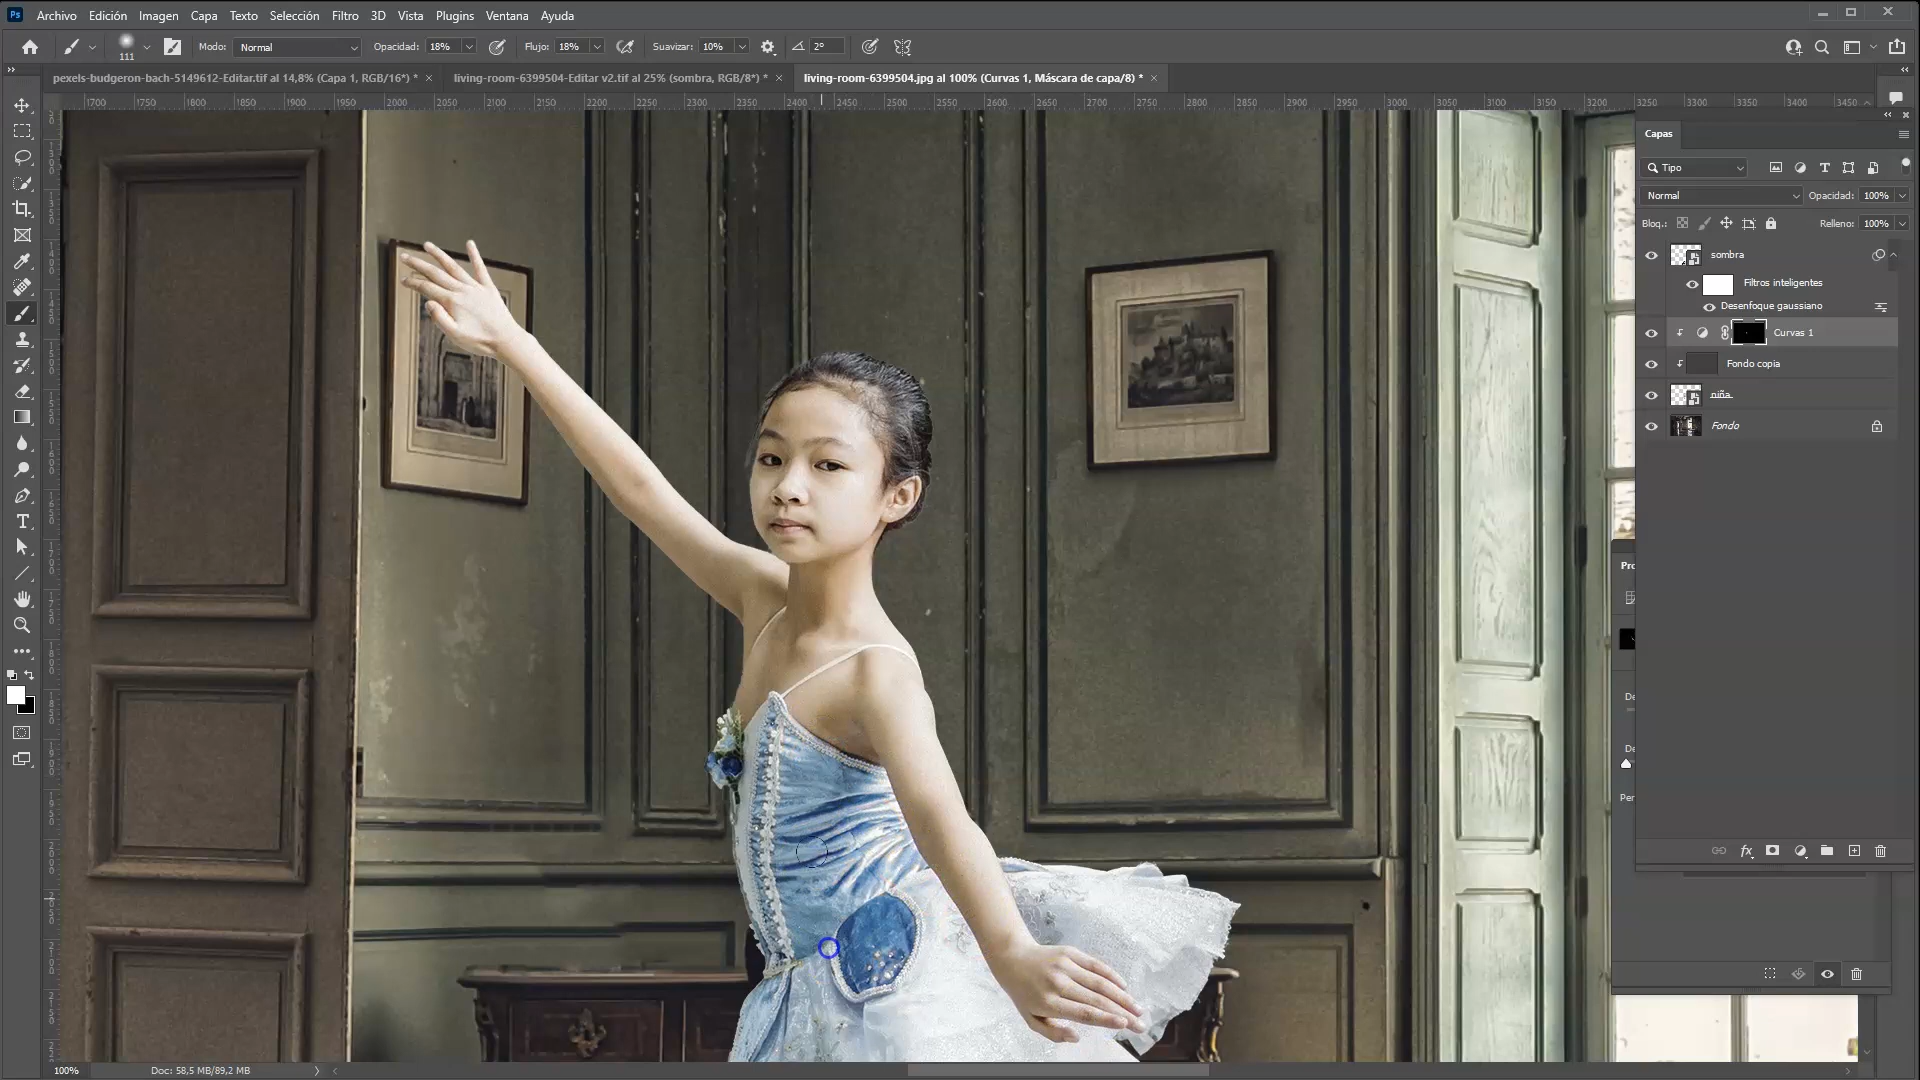 Ps Archivo Edición Imagen Capa Texto Selección Filtro 3D Vista Plugins Ventana Ayuda
111 Modo: Normal Opacidad: 18% Flujo: 18% Suavizar: 10% 2°
pexels-budgeron-bach-5149612-Editar.tif al 14,8% (Capa 1, RGB/16*) * × living-room-6399504-Editar v2.tif al 25% (sombra, RGB/8*) * × living-room-6399504.jpg al 100% (Curvas 1, Máscara de capa/8) * ×
1700 1750 1800 1850 1900 1950 2000 2050 2100 2150 2200 2250 2300 2350 2400 2450 2500 2550 2600 2650 2700 2750 2800 2850 2900 2950 3000 3050 3100 3150 3200 3250 3300 3350 3400 3450
Capas
Tipo
Normal Opacidad: 100%
Bloq.: Relleno: 100%
sombra
Filtros inteligentes
Desenfoque gaussiano
Curvas 1
Fondo copia
niña
Fondo
Pro
De
De
Per
fx
100% Doc: 58,5 MB/89,2 MB